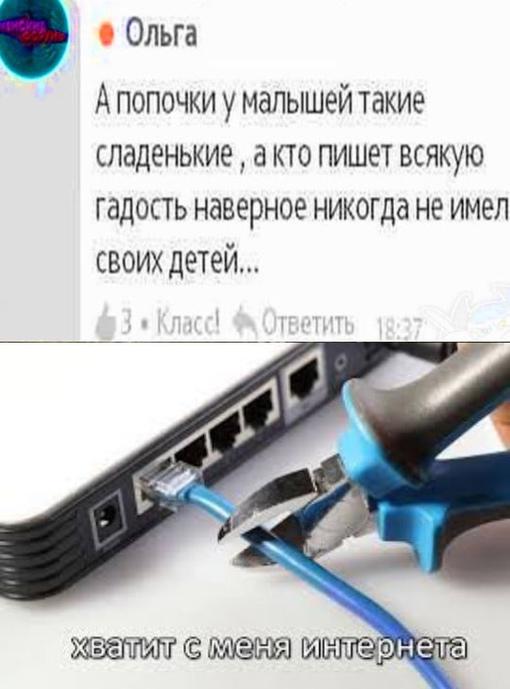 Ольга
А попочки у малышей такие
сладенькие , а кто пишет всякую
гадость наверное никогда не имел
своих детей...
3 • Класс! Ответить 18:37
хватит с меня интернета